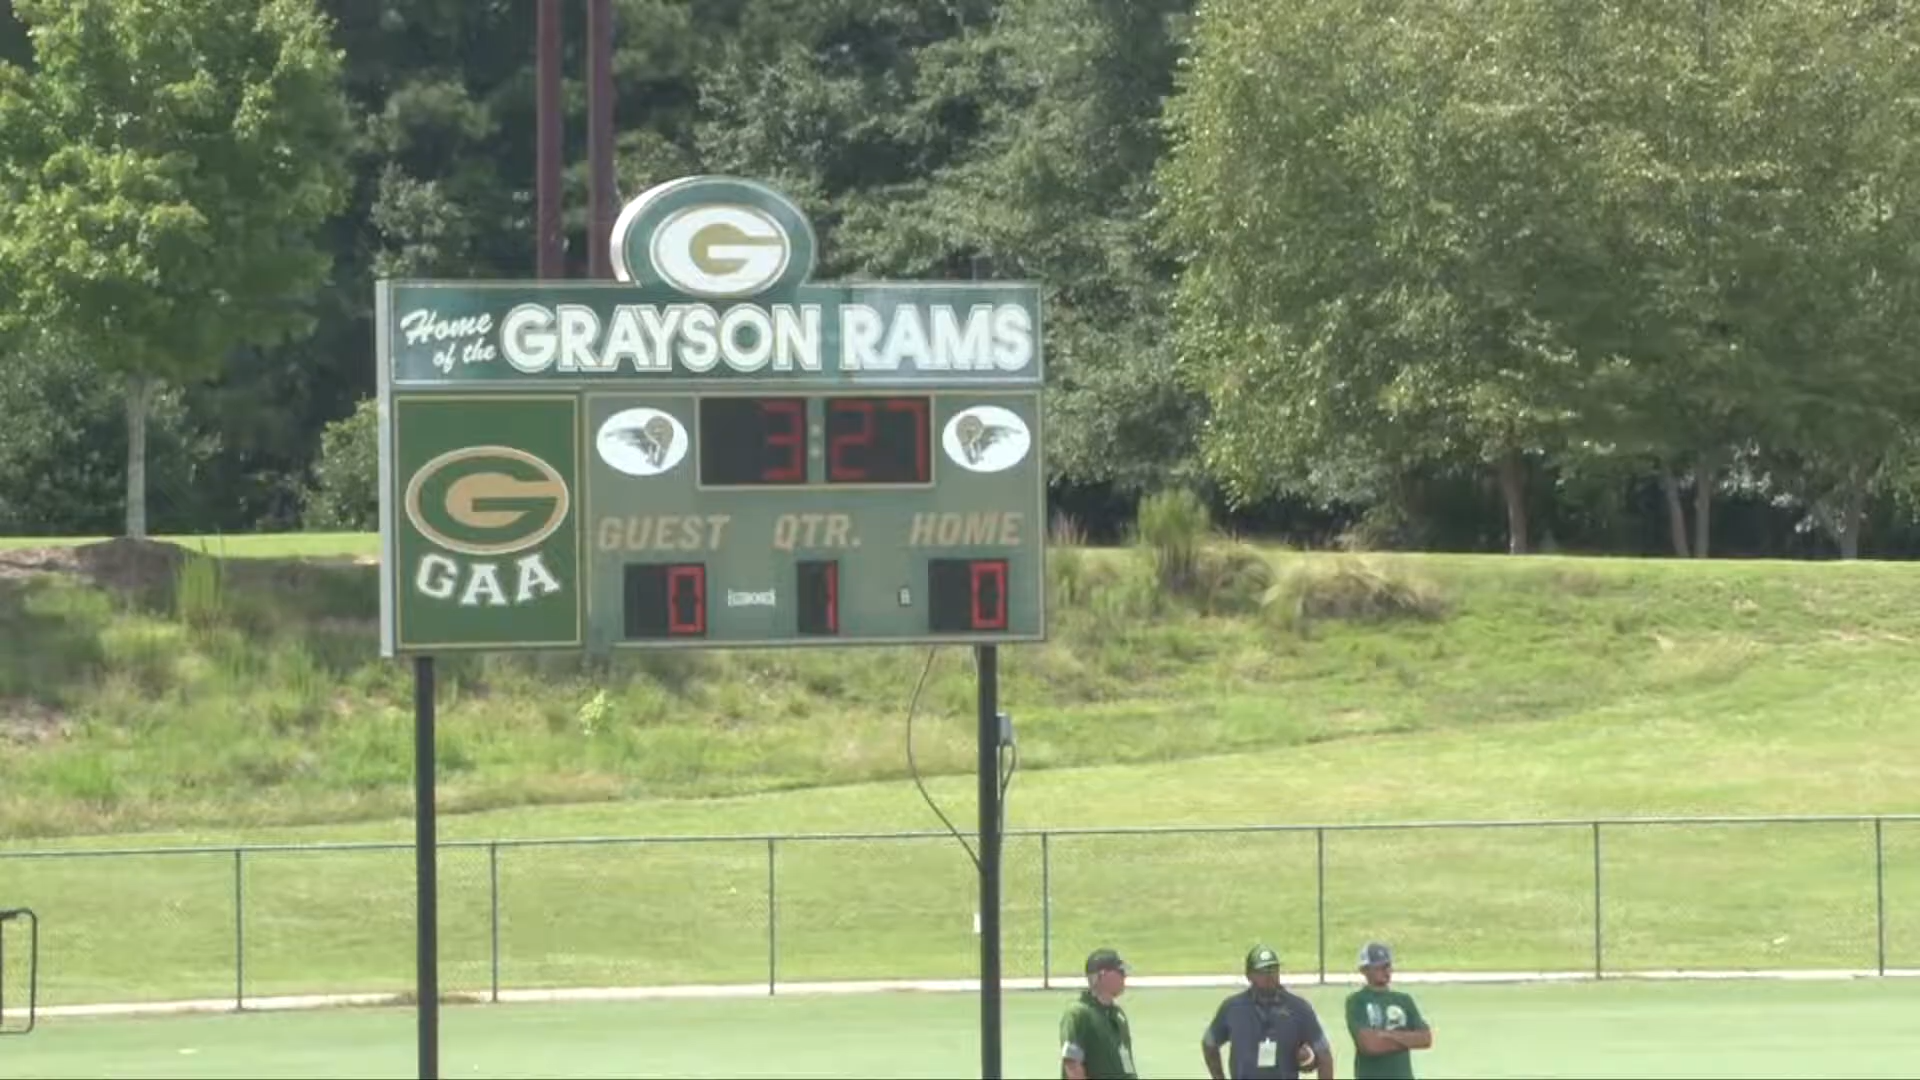 G
Home of the GRAYSON RAMS
3:27
G
GAA
GUEST QTR. HOME
0 1 0